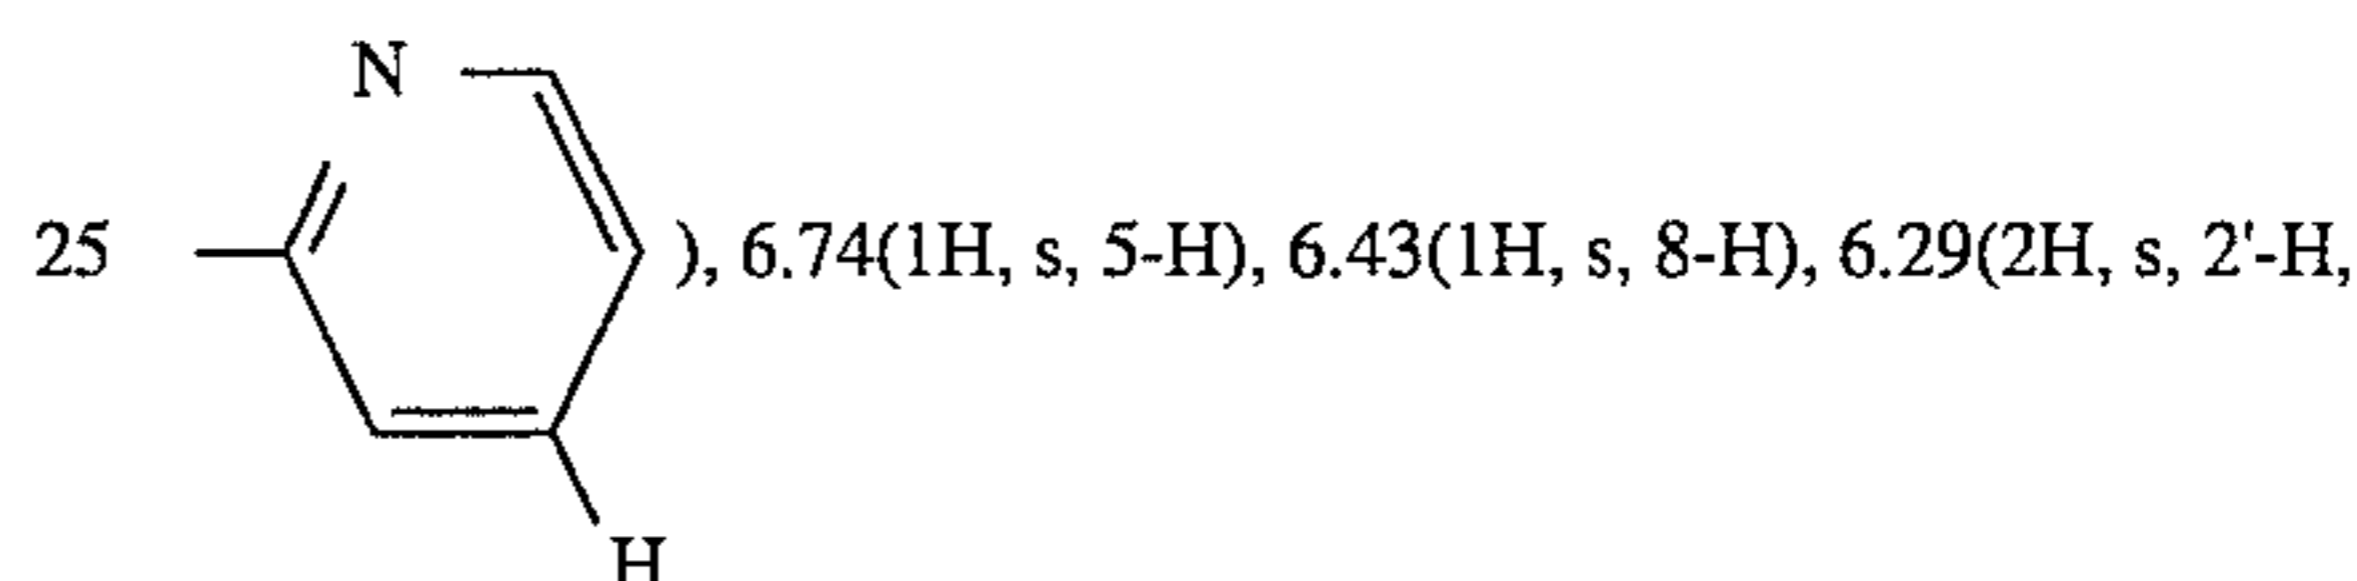 N
25 ), 6.74(1H, s, 5-H), 6.43(1H, s, 8-H), 6.29(2H, s, 2'-H,
H